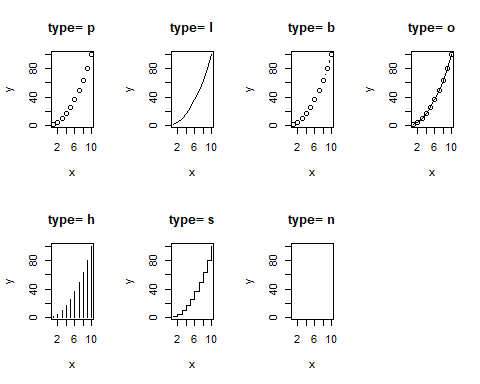 type= p
type= l
type= b
type= o
y
0 40 80
2 6 10
x
y
0 40 80
2 6 10
x
y
0 40 80
2 6 10
x
y
0 40 80
2 6 10
x
type= h
type= s
type= n
y
0 40 80
2 6 10
x
y
0 40 80
2 6 10
x
y
0 40 80
2 6 10
x